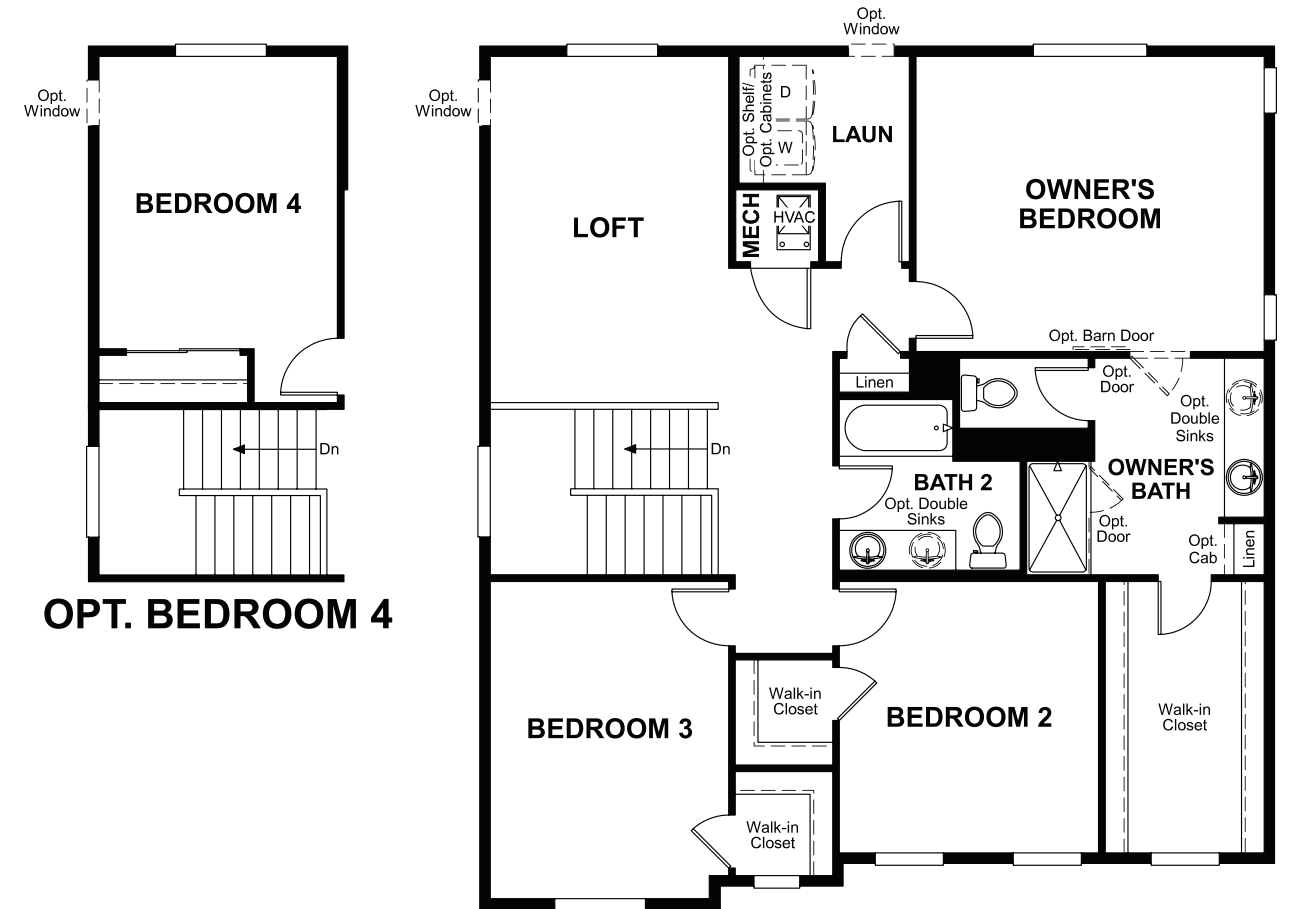 Opt.
Window
BEDROOM 4
Dn
OPT. BEDROOM 4
Opt.
Window
Opt.
Window
LOFT
Opt. Shelf/
Opt. Cabinets
D
W
LAUN
MECH
HVAC
OWNER'S
BEDROOM
Opt. Barn Door
Linen
Opt.
Door
Opt.
Double
Sinks
Dn
OWNER'S
BATH
BATH 2
Opt. Double
Sinks
Opt.
Door
Opt.
Cab
Linen
Walk-in
Closet
BEDROOM 3
BEDROOM 2
Walk-in
Closet
Walk-in
Closet